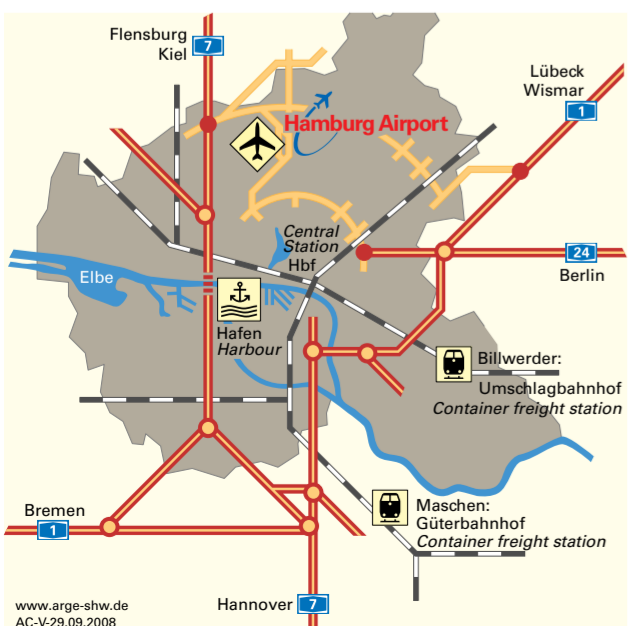 Flensburg
Kiel
7
Lübeck
Wismar
1
Hamburg Airport
Central
Station
Hbf
24
Berlin
Elbe
Hafen
Harbour
Billwerder:
Umschlagbahnhof
Container freight station
Bremen
1
Maschen:
Güterbahnhof
Container freight station
Hannover
7
www.arge-shw.de
AC-V-29.09.2008